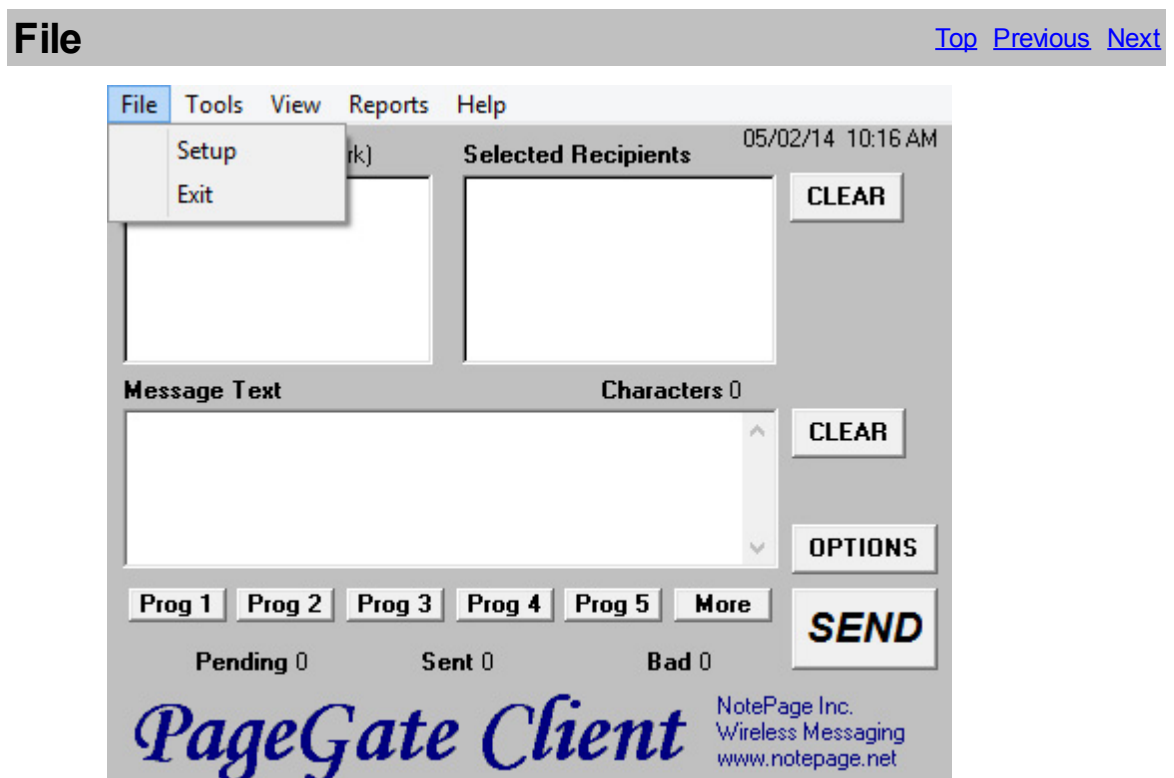 File
Top Previous Next
File Tools View Reports Help
05/02/14 10:16 AM
Setup
Exit
rk)
Selected Recipients
CLEAR
Message Text
Characters 0
CLEAR
OPTIONS
Prog 1 Prog 2 Prog 3 Prog 4 Prog 5 More
SEND
Pending 0 Sent 0 Bad 0
PageGate Client
NotePage Inc.
Wireless Messaging
www.notepage.net